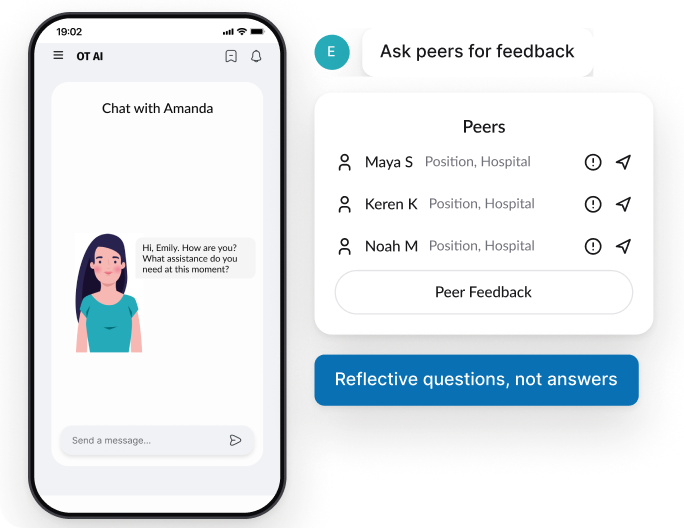 19:02
OT AI
Chat with Amanda
Hi, Emily. How are you?
What assistance do you
need at this moment?
Send a message...
E
Ask peers for feedback
Peers
Maya S Position, Hospital
Keren K Position, Hospital
Noah M Position, Hospital
Peer Feedback
Reflective questions, not answers